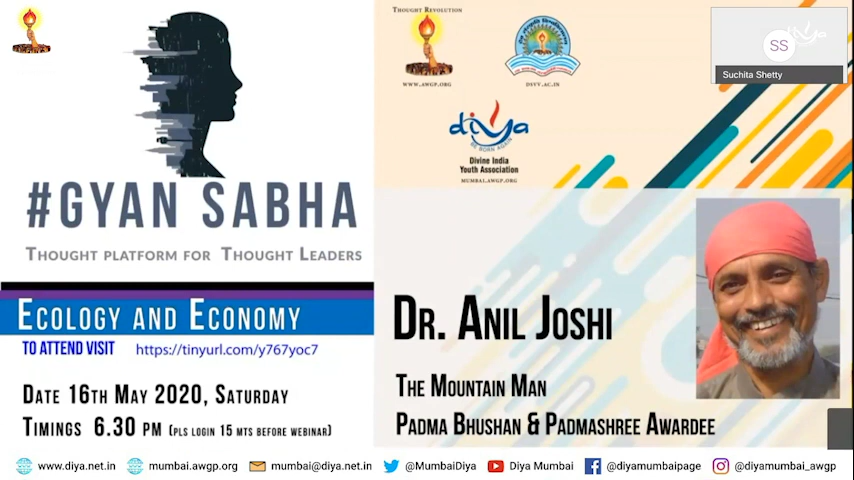 #GYAN SABHA
THOUGHT PLATFORM FOR THOUGHT LEADERS
ECOLOGY AND ECONOMY
TO ATTEND VISIT https://tinyurl.com/y767yoc7
DATE 16TH MAY 2020, SATURDAY
TIMINGS 6.30 PM (PLS LOGIN 15 MTS BEFORE WEBINAR)
THOUGHT REVOLUTION
WWW.AWGP.ORG
DSVV.AC.IN
diya
BE BORN AGAIN
Divine India
Youth Association
MUMBAI.AWGP.ORG
SS
Suchita Shetty
DR. ANIL JOSHI
THE MOUNTAIN MAN
PADMA BHUSHAN & PADMASHREE AWARDEE
www.diya.net.in mumbai.awgp.org mumbai@diya.net.in @MumbaiDiya Diya Mumbai @diyamumbaipage @diyamumbai_awgp